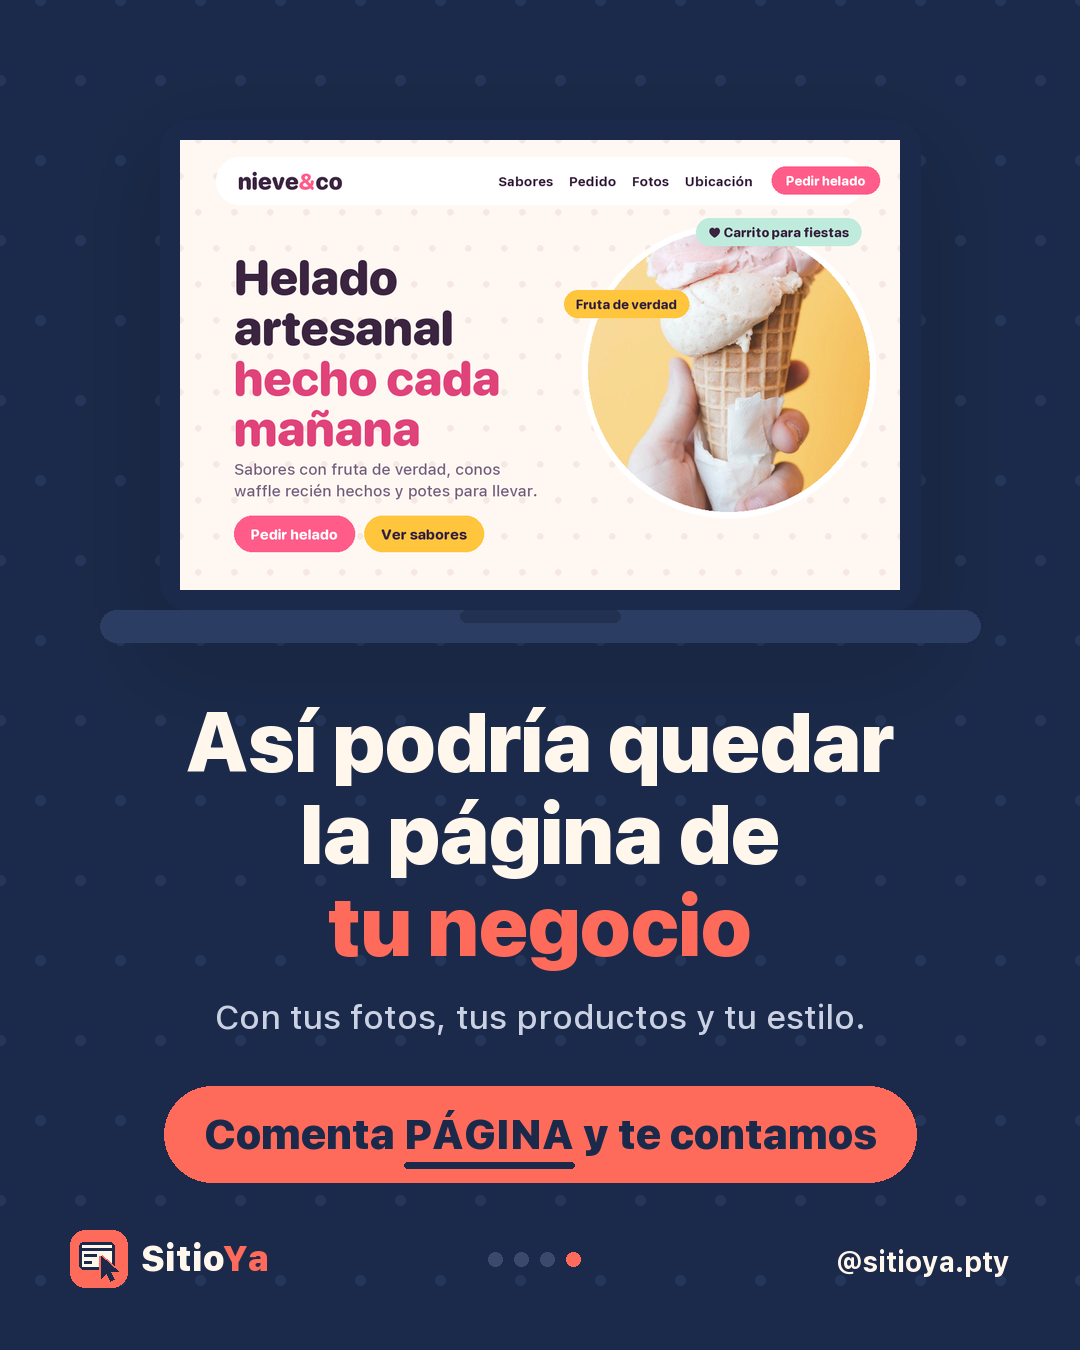 nieve&co
Sabores Pedido Fotos Ubicación Pedir helado
♥ Carrito para fiestas
Fruta de verdad
Helado
artesanal
hecho cada
mañana
Sabores con fruta de verdad, conos
waffle recién hechos y potes para llevar.
Pedir helado Ver sabores
Así podría quedar
la página de
tu negocio
Con tus fotos, tus productos y tu estilo.
Comenta PÁGINA y te contamos
SitioYa
@sitioya.pty